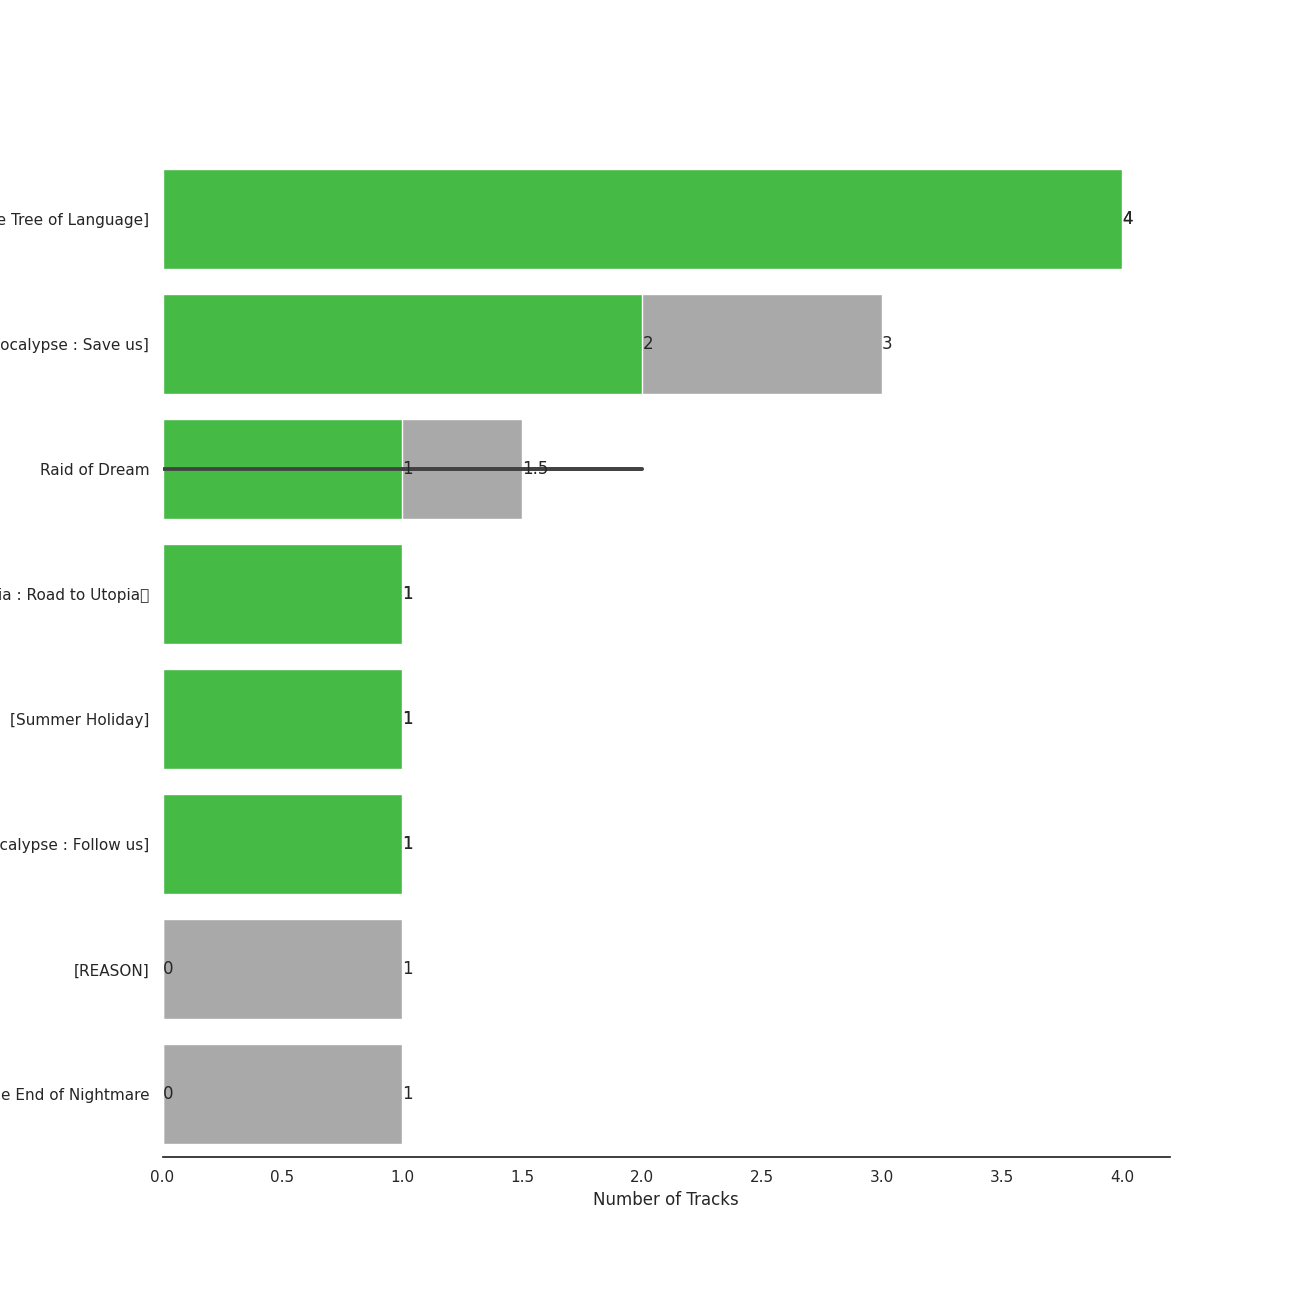 e Tree of Language]
4
ocalypse : Save us]
2
3
Raid of Dream
1
1.5
ia : Road to Utopia
1
[Summer Holiday]
1
calypse : Follow us]
1
[REASON]
0
1
e End of Nightmare
0
1
0.0 0.5 1.0 1.5 2.0 2.5 3.0 3.5 4.0
Number of Tracks